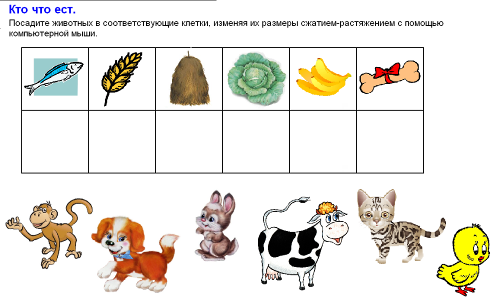 Кто что ест.
Посадите животных в соответствующие клетки, изменяя их размеры сжатием-растяжением с помощью
компьютерной мыши.